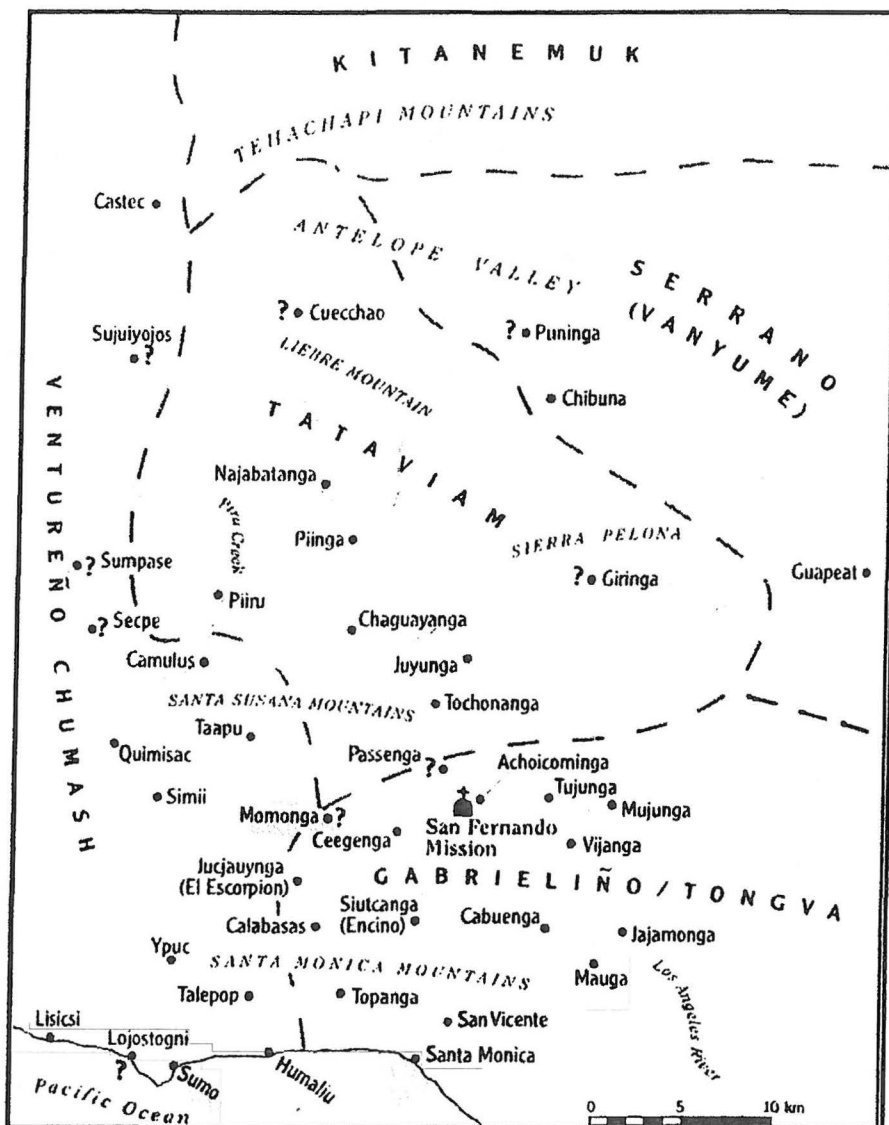 KITANEMUK
TEHACHAPI MOUNTAINS
Castec
ANTELOPE VALLEY
SERRANO
(VANYUME)
? Cuecchao
? Puninga
Sujuiyojos
?
LIEBRE MOUNTAIN
Chibuna
VENTUREÑO CHUMASH
TATAVIAM
Najabatanga
Piru Creek
Piinga
SIERRA PELONA
? Sumpase
? Giringa
Guapeat
Piiru
? Secpe
Chaguayanga
Camulus
Juyunga
SANTA SUSANA MOUNTAINS
Tochonanga
Taapu
Quimisac
Passenga
?
Achoicominga
Simii
Tujunga
Mujunga
Momonga
?
Ceegenga
San Fernando
Mission
Vijanga
Jucjauynga
(El Escorpion)
GABRIELIÑO/TONGVA
Siutcanga
(Encino)
Calabasas
Cabuenga
Jajamonga
Ypuc
SANTA MONICA MOUNTAINS
Mauga
Los Angeles River
Talepop
Topanga
San Vicente
Lisicsi
Lojostogni
?
Sumo
Humaliu
Santa Monica
Pacific Ocean
0 5 10 km